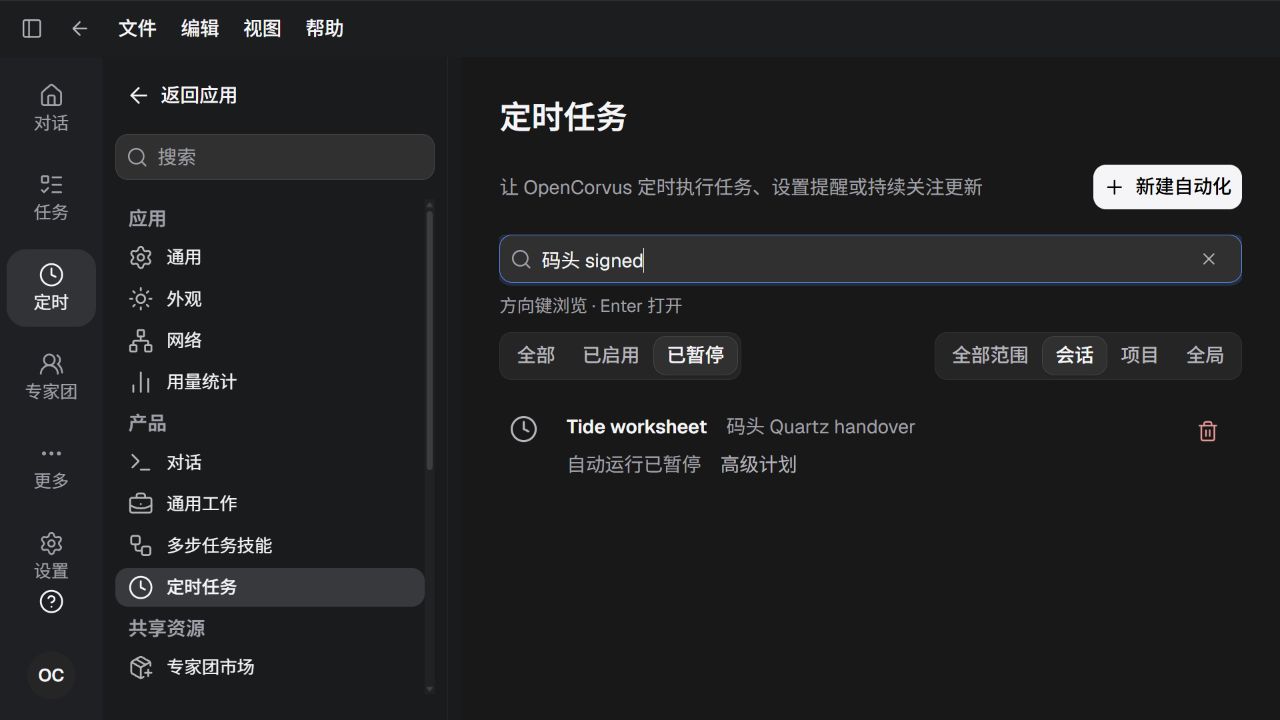 文件 编辑 视图 帮助
对话
任务
定时
专家团
更多
设置
OC
返回应用
搜索
应用
通用
外观
网络
用量统计
产品
对话
通用工作
多步任务技能
定时任务
共享资源
专家团市场
定时任务
让 OpenCorvus 定时执行任务、设置提醒或持续关注更新
新建自动化
码头 signed
方向键浏览 · Enter 打开
全部 已启用 已暂停 全部范围 会话 项目 全局
Tide worksheet 码头 Quartz handover
自动运行已暂停 高级计划